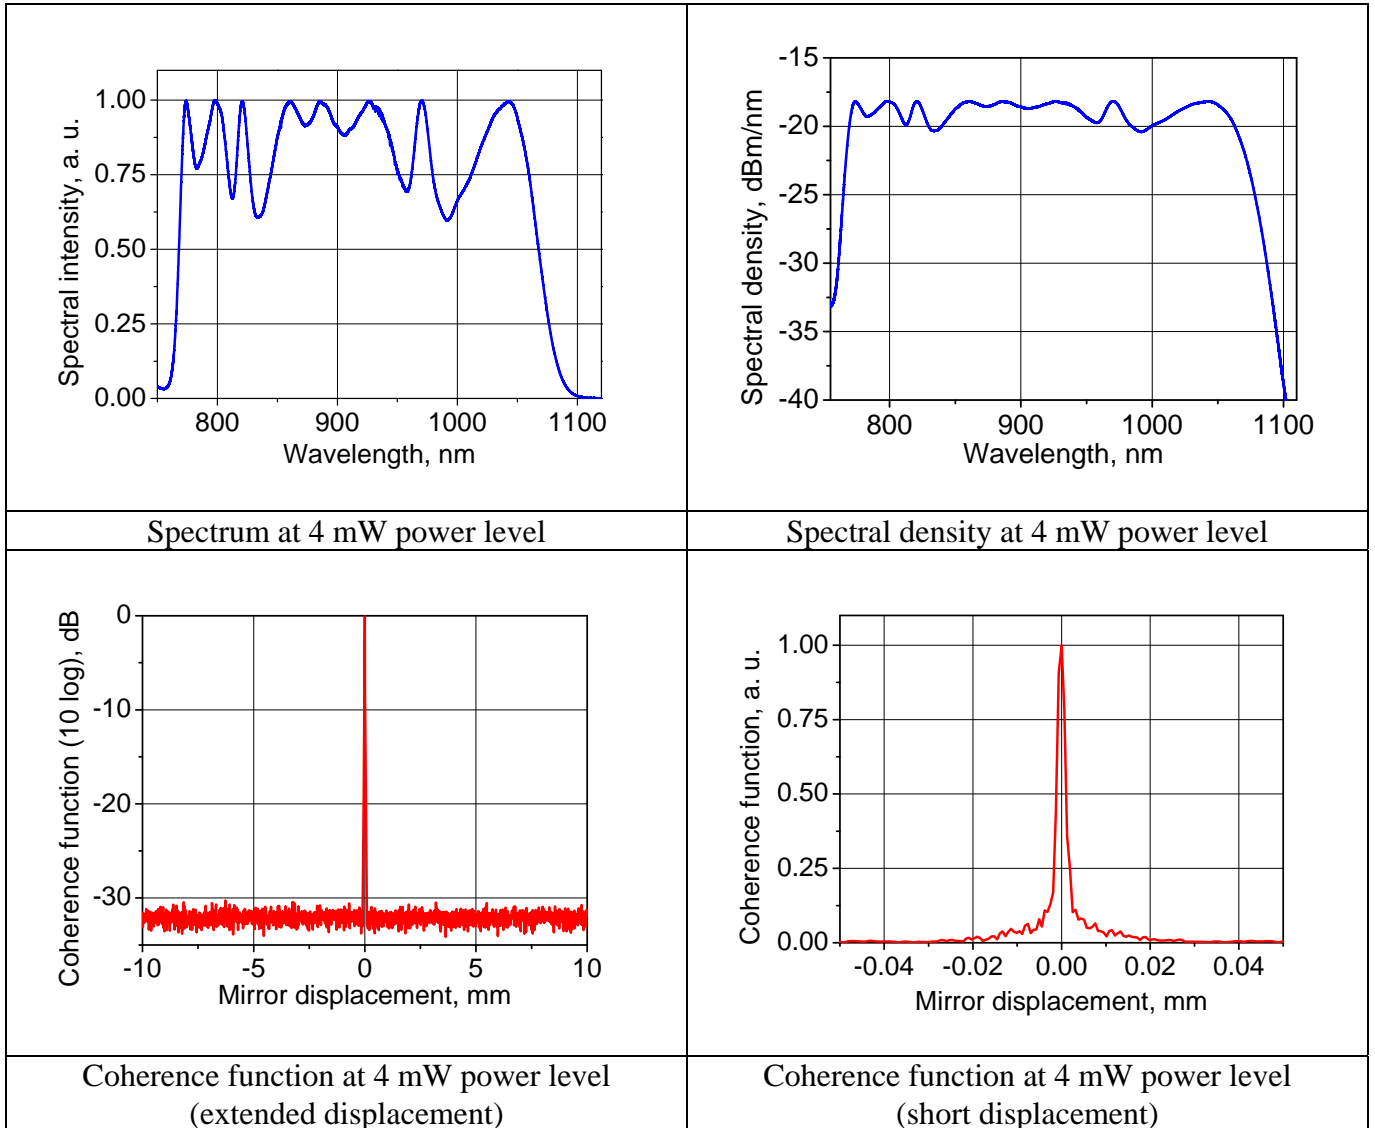 Spectral intensity, a. u.
1.00
0.75
0.50
0.25
0.00
800 900 1000 1100
Wavelength, nm
Spectral density, dBm/nm
-15
-20
-25
-30
-35
-40
800 900 1000 1100
Wavelength, nm
Spectrum at 4 mW power level
Spectral density at 4 mW power level
Coherence function (10 log), dB
0
-10
-20
-30
-10 -5 0 5 10
Mirror displacement, mm
Coherence function, a. u.
1.00
0.75
0.50
0.25
0.00
-0.04 -0.02 0.00 0.02 0.04
Mirror displacement, mm
Coherence function at 4 mW power level
(extended displacement)
Coherence function at 4 mW power level
(short displacement)